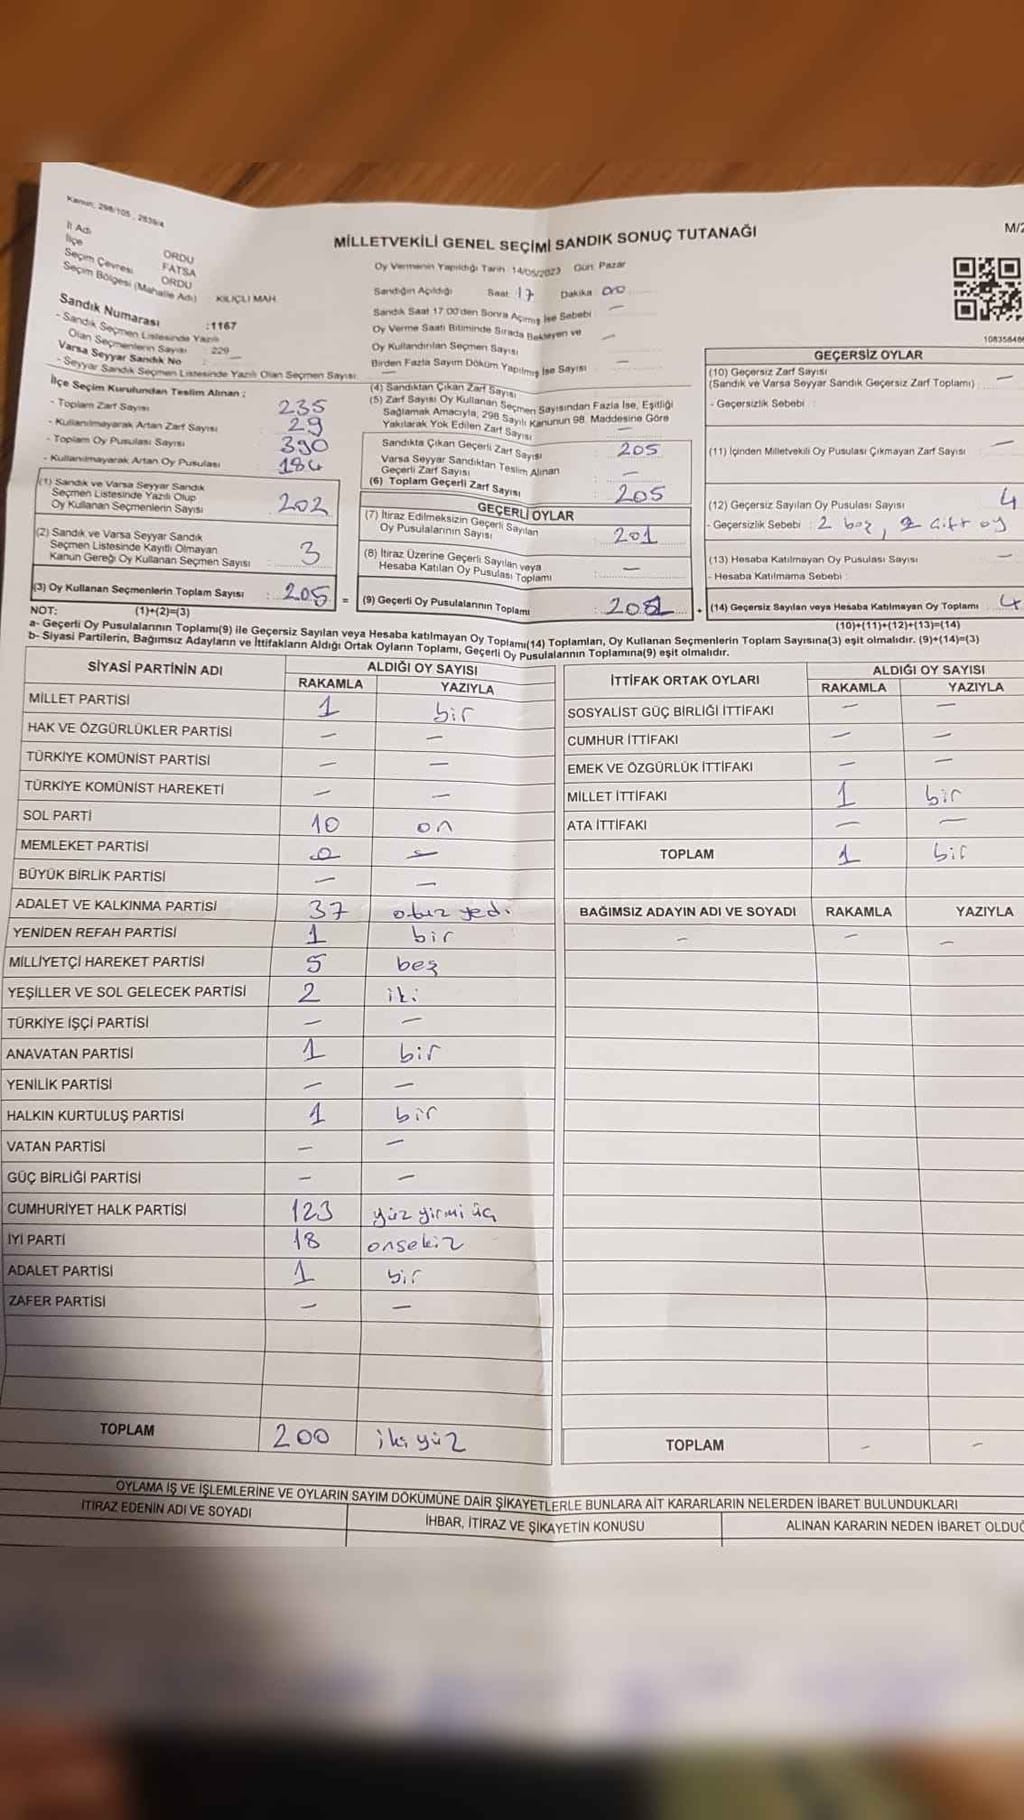 Kanun; 298/105 , 2839/4
İl Adı ORDU
İlçe FATSA
Seçim Çevresi ORDU
Seçim Bölgesi (Mahalle Adı) KILIÇLI MAH.
Sandık Numarası :1167
- Sandık Seçmen Listesinde Yazılı
Olan Seçmenlerin Sayısı : 229
Varsa Seyyar Sandık No : —
- Seyyar Sandık Seçmen Listesinde Yazılı Olan Seçmen Sayısı: —
İlçe Seçim Kurulundan Teslim Alınan ;
- Toplam Zarf Sayısı 235
- Kullanılmayarak Artan Zarf Sayısı 29
- Toplam Oy Pusulası Sayısı 390
- Kullanılmayarak Artan Oy Pusulası 184
(1) Sandık ve Varsa Seyyar Sandık
Seçmen Listesinde Yazılı Olup
Oy Kullanan Seçmenlerin Sayısı 202
(2) Sandık ve Varsa Seyyar Sandık
Seçmen Listesinde Kayıtlı Olmayan
Kanun Gereği Oy Kullanan Seçmen Sayısı 3
(3) Oy Kullanan Seçmenlerin Toplam Sayısı : 205 =
MİLLETVEKİLİ GENEL SEÇİMİ SANDIK SONUÇ TUTANAĞI
Oy Vermenin Yapıldığı Tarih 14/05/2023 Gün: Pazar
Sandığın Açıldığı Saat 17 Dakika 00
Sandık Saat 17:00'den Sonra Açımış İse Sebebi —
Oy Verme Saati Bitiminde Sırada Bekleyen ve
Oy Kullandırılan Seçmen Sayısı —
Birden Fazla Sayım Döküm Yapılmış İse Sayısı —
(4) Sandıktan Çıkan Zarf Sayısı
(5) Zarf Sayısı Oy Kullanan Seçmen Sayısından Fazla İse, Eşitliği
Sağlamak Amacıyla, 298 Sayılı Kanunun 98. Maddesine Göre
Yakılarak Yok Edilen Zarf Sayısı —
Sandıkta Çıkan Geçerli Zarf Sayısı : 205
Varsa Seyyar Sandıktan Teslim Alınan
Geçerli Zarf Sayısı —
(6) Toplam Geçerli Zarf Sayısı : 205
GEÇERLİ OYLAR
(7) İtiraz Edilmeksizin Geçerli Sayılan
Oy Pusulalarının Sayısı : 201
(8) İtiraz Üzerine Geçerli Sayılan veya
Hesaba Katılan Oy Pusulası Toplamı : —
(9) Geçerli Oy Pusulalarının Toplamı : 201 +
M/2
GEÇERSİZ OYLAR
(10) Geçersiz Zarf Sayısı
(Sandık ve Varsa Seyyar Sandık Geçersiz Zarf Toplamı) —
- Geçersizlik Sebebi :
(11) İçinden Milletvekili Oy Pusulası Çıkmayan Zarf Sayısı —
(12) Geçersiz Sayılan Oy Pusulası Sayısı 4
- Geçersizlik Sebebi : 2 boş, 2 çift oy
(13) Hesaba Katılmayan Oy Pusulası Sayısı —
- Hesaba Katılmama Sebebi :
(14) Geçersiz Sayılan veya Hesaba Katılmayan Oy Toplamı : 4
NOT: (1)+(2)=(3) (10)+(11)+(12)+(13)=(14)
a- Geçerli Oy Pusulalarının Toplamı(9) ile Geçersiz Sayılan veya Hesaba katılmayan Oy Toplamı(14) Toplamları, Oy Kullanan Seçmenlerin Toplam Sayısına(3) eşit olmalıdır. (9)+(14)=(3)
b- Siyasi Partilerin, Bağımsız Adayların ve İttifakların Aldığı Ortak Oyların Toplamı, Geçerli Oy Pusulalarının Toplamına(9) eşit olmalıdır.
SİYASİ PARTİNİN ADI ALDIĞI OY SAYISI
RAKAMLA YAZIYLA
MİLLET PARTİSİ 1 bir
HAK VE ÖZGÜRLÜKLER PARTİSİ — —
TÜRKİYE KOMÜNİST PARTİSİ — —
TÜRKİYE KOMÜNİST HAREKETİ — —
SOL PARTİ 10 on
MEMLEKET PARTİSİ
BÜYÜK BİRLİK PARTİSİ — —
ADALET VE KALKINMA PARTİSİ 37 otuz yedi
YENİDEN REFAH PARTİSİ 1 bir
MİLLİYETÇİ HAREKET PARTİSİ 5 beş
YEŞİLLER VE SOL GELECEK PARTİSİ 2 iki
TÜRKİYE İŞÇİ PARTİSİ — —
ANAVATAN PARTİSİ 1 bir
YENİLİK PARTİSİ — —
HALKIN KURTULUŞ PARTİSİ 1 bir
VATAN PARTİSİ — —
GÜÇ BİRLİĞİ PARTİSİ — —
CUMHURİYET HALK PARTİSİ 123 yüz yirmi üç
İYİ PARTİ 18 onsekiz
ADALET PARTİSİ 1 bir
ZAFER PARTİSİ — —
TOPLAM 200 iki yüz
İTTİFAK ORTAK OYLARI ALDIĞI OY SAYISI
RAKAMLA YAZIYLA
SOSYALİST GÜÇ BİRLİĞİ İTTİFAKI — —
CUMHUR İTTİFAKI — —
EMEK VE ÖZGÜRLÜK İTTİFAKI — —
MİLLET İTTİFAKI 1 bir
ATA İTTİFAKI — —
TOPLAM 1 bir
BAĞIMSIZ ADAYIN ADI VE SOYADI RAKAMLA YAZIYLA
— — —
TOPLAM — —
OYLAMA İŞ VE İŞLEMLERİNE VE OYLARIN SAYIM DÖKÜMÜNE DAİR ŞİKAYETLERLE BUNLARA AİT KARARLARIN NELERDEN İBARET BULUNDUKLARI
İTİRAZ EDENİN ADI VE SOYADI İHBAR, İTİRAZ VE ŞİKAYETİN KONUSU ALINAN KARARIN NEDEN İBARET OLDUĞ